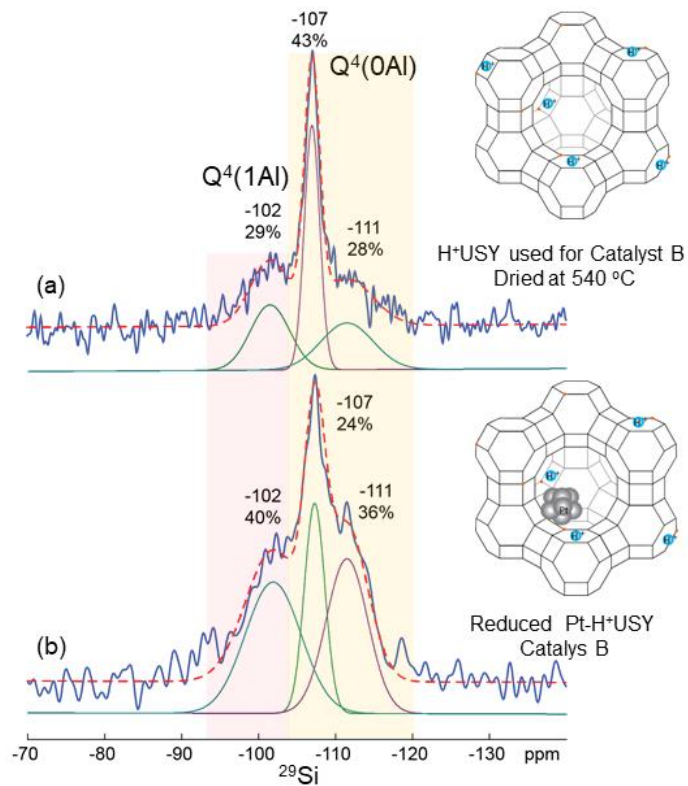 -107
43%
Q⁴(0Al)
Q⁴(1Al)
-102
29%
-111
28%
(a)
H⁺
H⁺
H⁺
H⁺
H⁺
H⁺USY used for Catalyst B
Dried at 540 °C
-107
24%
-102
40%
-111
36%
(b)
H⁺
H⁺
Pt
H⁺
H⁺
Reduced Pt-H⁺USY
Catalys B
-70 -80 -90 -100 -110 -120 -130 ppm
²⁹Si